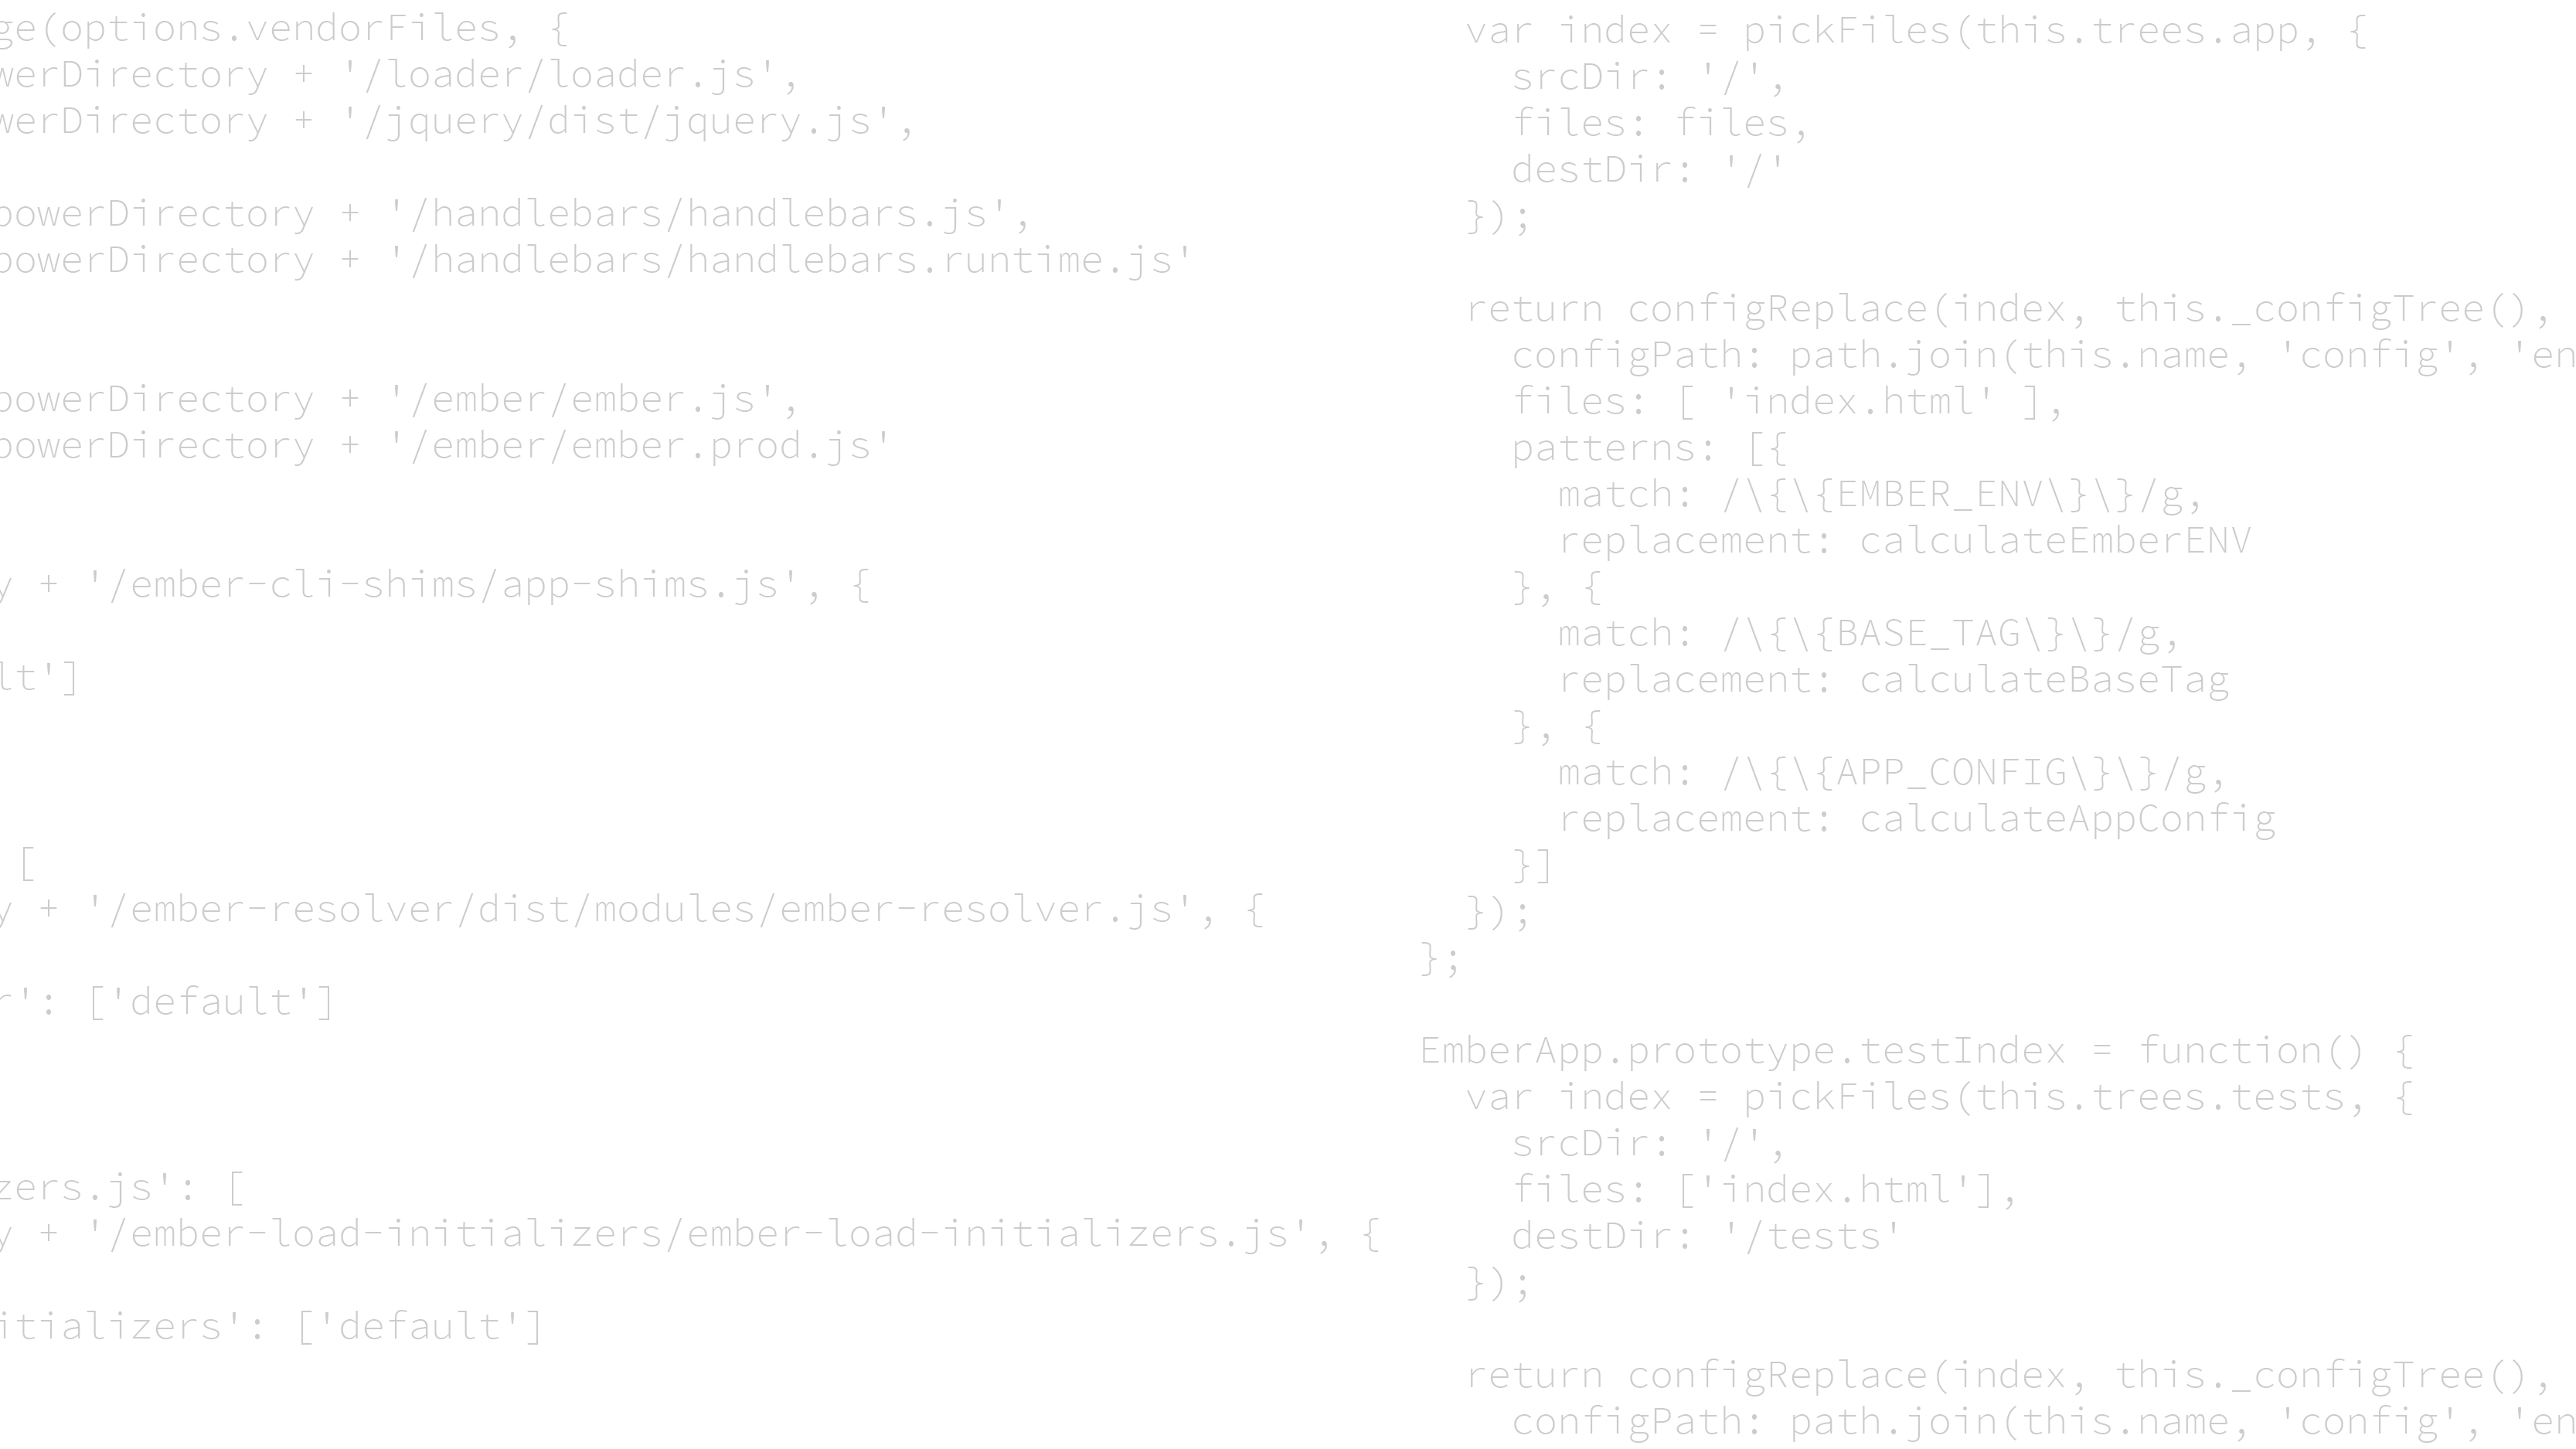 ge(options.vendorFiles, {
werDirectory + '/loader/loader.js',
werDirectory + '/jquery/dist/jquery.js',
powerDirectory + '/handlebars/handlebars.js',
powerDirectory + '/handlebars/handlebars.runtime.js'
powerDirectory + '/ember/ember.js',
powerDirectory + '/ember/ember.prod.js'
y + '/ember-cli-shims/app-shims.js', {
lt']
[
y + '/ember-resolver/dist/modules/ember-resolver.js', {
r': ['default']
zers.js': [
y + '/ember-load-initializers/ember-load-initializers.js', {
itializers': ['default']
var index = pickFiles(this.trees.app, {
srcDir: '/',
files: files,
destDir: '/'
});
return configReplace(index, this._configTree(),
configPath: path.join(this.name, 'config', 'en
files: [ 'index.html' ],
patterns: [{
match: /\{\{EMBER_ENV\}\}/g,
replacement: calculateEmberENV
}, {
match: /\{\{BASE_TAG\}\}/g,
replacement: calculateBaseTag
}, {
match: /\{\{APP_CONFIG\}\}/g,
replacement: calculateAppConfig
}]
});
};
EmberApp.prototype.testIndex = function() {
var index = pickFiles(this.trees.tests, {
srcDir: '/',
files: ['index.html'],
destDir: '/tests'
});
return configReplace(index, this._configTree(),
configPath: path.join(this.name, 'config', 'en